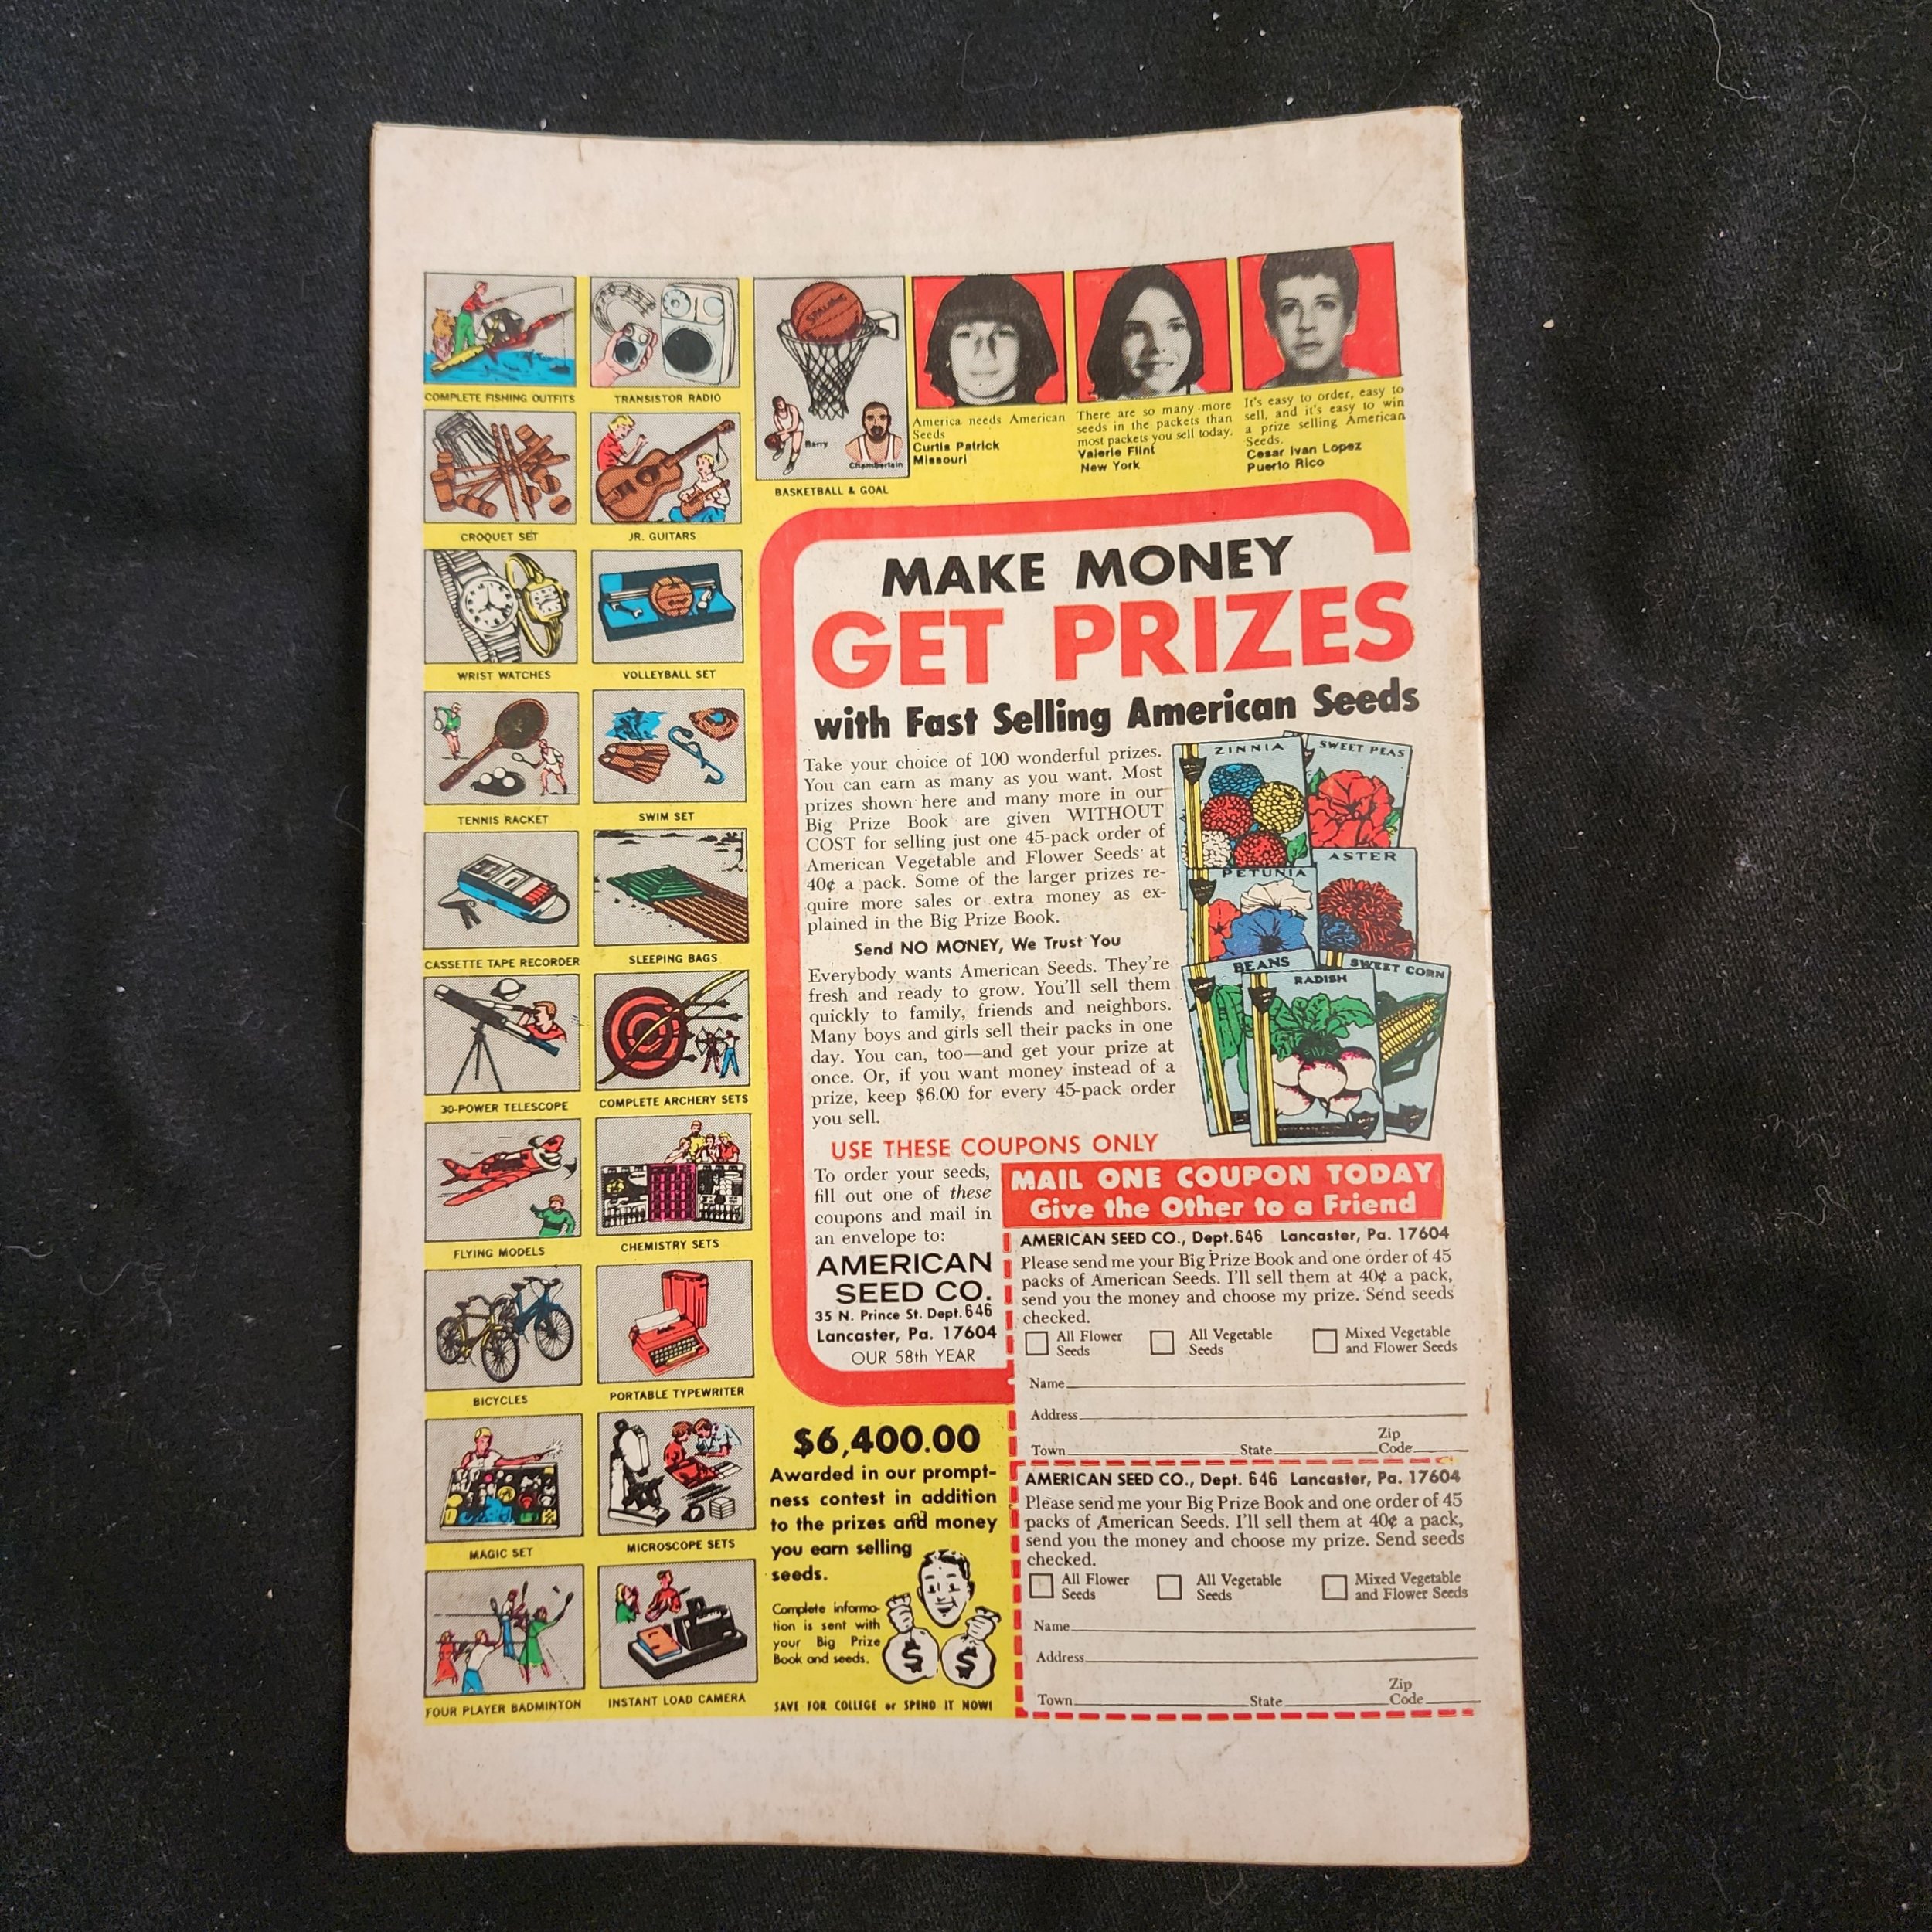 COMPLETE FISHING OUTFITS
TRANSISTOR RADIO
SPALDING
Barry
Chamberlain
BASKETBALL & GOAL
America needs American
Seeds
Curtis Patrick
Missouri
There are so many more
seeds in the packets than
most packets you sell today.
Valerie Flint
New York
It's easy to order, easy to
sell, and it's easy to win
a prize selling American
Seeds.
Cesar Ivan Lopez
Puerto Rico
CROQUET SET
JR. GUITARS
WRIST WATCHES
VOLLEYBALL SET
TENNIS RACKET
SWIM SET
CASSETTE TAPE RECORDER
SLEEPING BAGS
30-POWER TELESCOPE
COMPLETE ARCHERY SETS
FLYING MODELS
CHEMISTRY SETS
BICYCLES
PORTABLE TYPEWRITER
MAGIC SET
MICROSCOPE SETS
FOUR PLAYER BADMINTON
INSTANT LOAD CAMERA
MAKE MONEY
GET PRIZES
with Fast Selling American Seeds
Take your choice of 100 wonderful prizes.
You can earn as many as you want. Most
prizes shown here and many more in our
Big Prize Book are given WITHOUT
COST for selling just one 45-pack order of
American Vegetable and Flower Seeds at
40¢ a pack. Some of the larger prizes re-
quire more sales or extra money as ex-
plained in the Big Prize Book.
Send NO MONEY, We Trust You
Everybody wants American Seeds. They're
fresh and ready to grow. You'll sell them
quickly to family, friends and neighbors.
Many boys and girls sell their packs in one
day. You can, too—and get your prize at
once. Or, if you want money instead of a
prize, keep $6.00 for every 45-pack order
you sell.
ZINNIA
SWEET PEAS
ASTER
PETUNIA
BEANS
SWEET CORN
RADISH
USE THESE COUPONS ONLY
To order your seeds,
fill out one of these
coupons and mail in
an envelope to:
AMERICAN
SEED CO.
35 N. Prince St. Dept. 646
Lancaster, Pa. 17604
OUR 58th YEAR
$6,400.00
Awarded in our prompt-
ness contest in addition
to the prizes and money
you earn selling
seeds.
Complete informa-
tion is sent with
your Big Prize
Book and seeds.
$ $
SAVE FOR COLLEGE or SPEND IT NOW!
MAIL ONE COUPON TODAY
Give the Other to a Friend
AMERICAN SEED CO., Dept. 646 Lancaster, Pa. 17604
Please send me your Big Prize Book and one order of 45
packs of American Seeds. I'll sell them at 40¢ a pack,
send you the money and choose my prize. Send seeds
checked.
All Flower Seeds
All Vegetable Seeds
Mixed Vegetable and Flower Seeds
Name
Address
Town State Zip Code
AMERICAN SEED CO., Dept. 646 Lancaster, Pa. 17604
Please send me your Big Prize Book and one order of 45
packs of American Seeds. I'll sell them at 40¢ a pack,
send you the money and choose my prize. Send seeds
checked.
All Flower Seeds
All Vegetable Seeds
Mixed Vegetable and Flower Seeds
Name
Address
Town State Zip Code